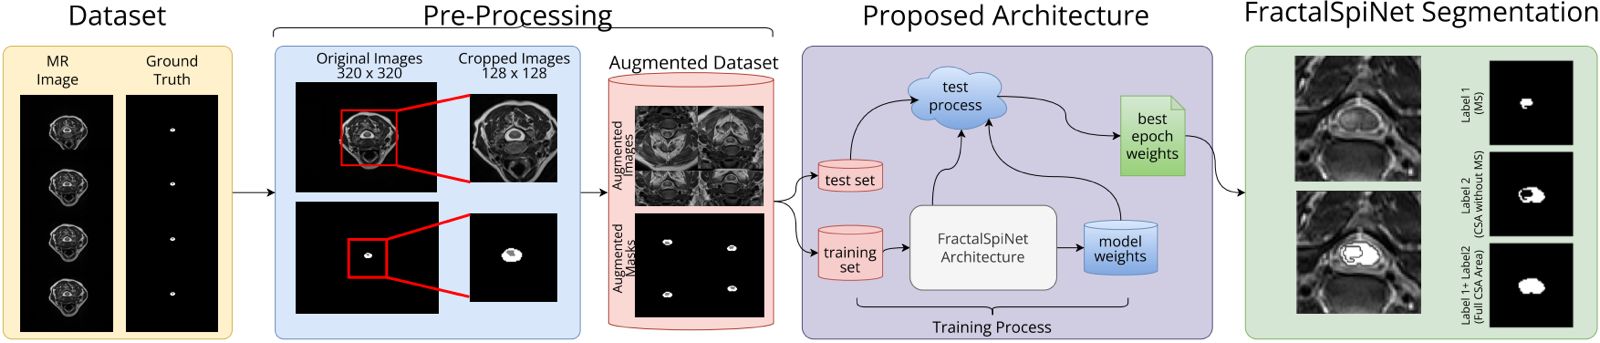 Dataset
Pre-Processing
Proposed Architecture
FractalSpiNet Segmentation
MR
Image
Ground
Truth
Original Images
320 x 320
Cropped Images
128 x 128
Augmented Dataset
Augmented
Images
Augmented
Masks
test
process
best
epoch
weights
test set
training
set
FractalSpiNet
Architecture
model
weights
Training Process
Label 1
(MS)
Label 2
(CSA without MS)
Label 1+ Label2
(Full CSA Area)